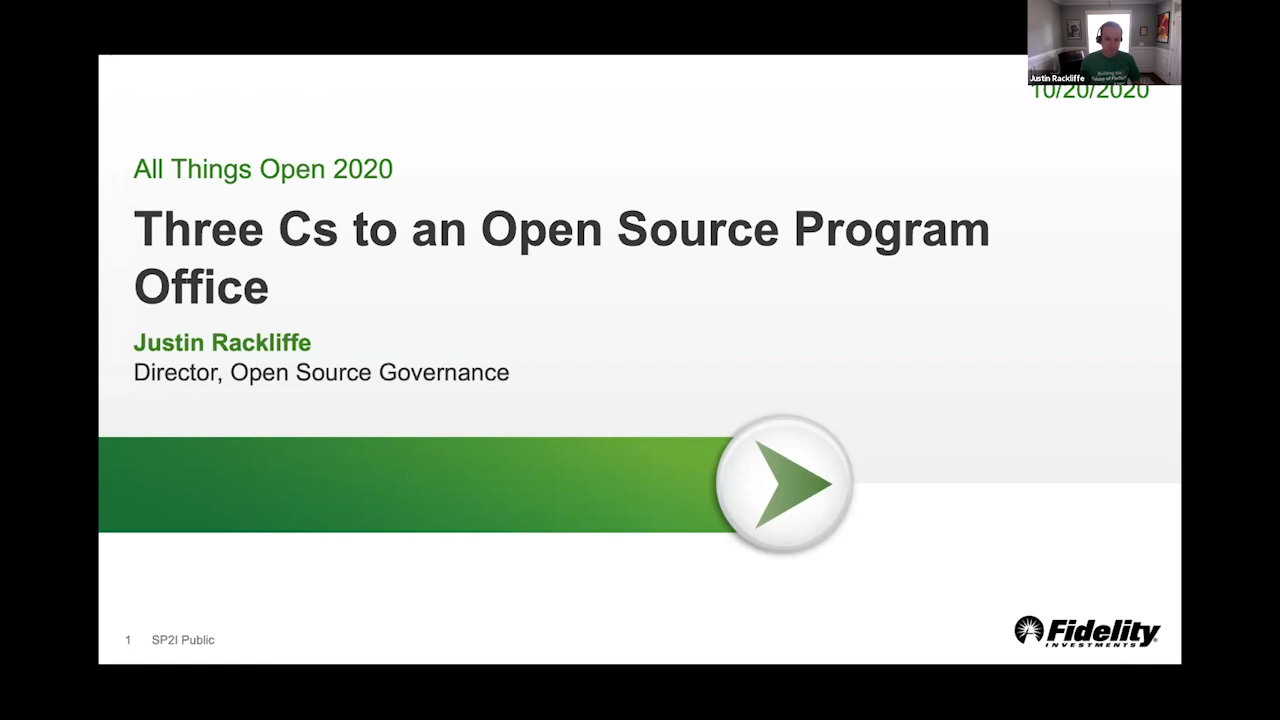 Justin Rackliffe
10/20/2020
All Things Open 2020
Three Cs to an Open Source Program
Office
Justin Rackliffe
Director, Open Source Governance
1 SP2I Public
Fidelity
INVESTMENTS